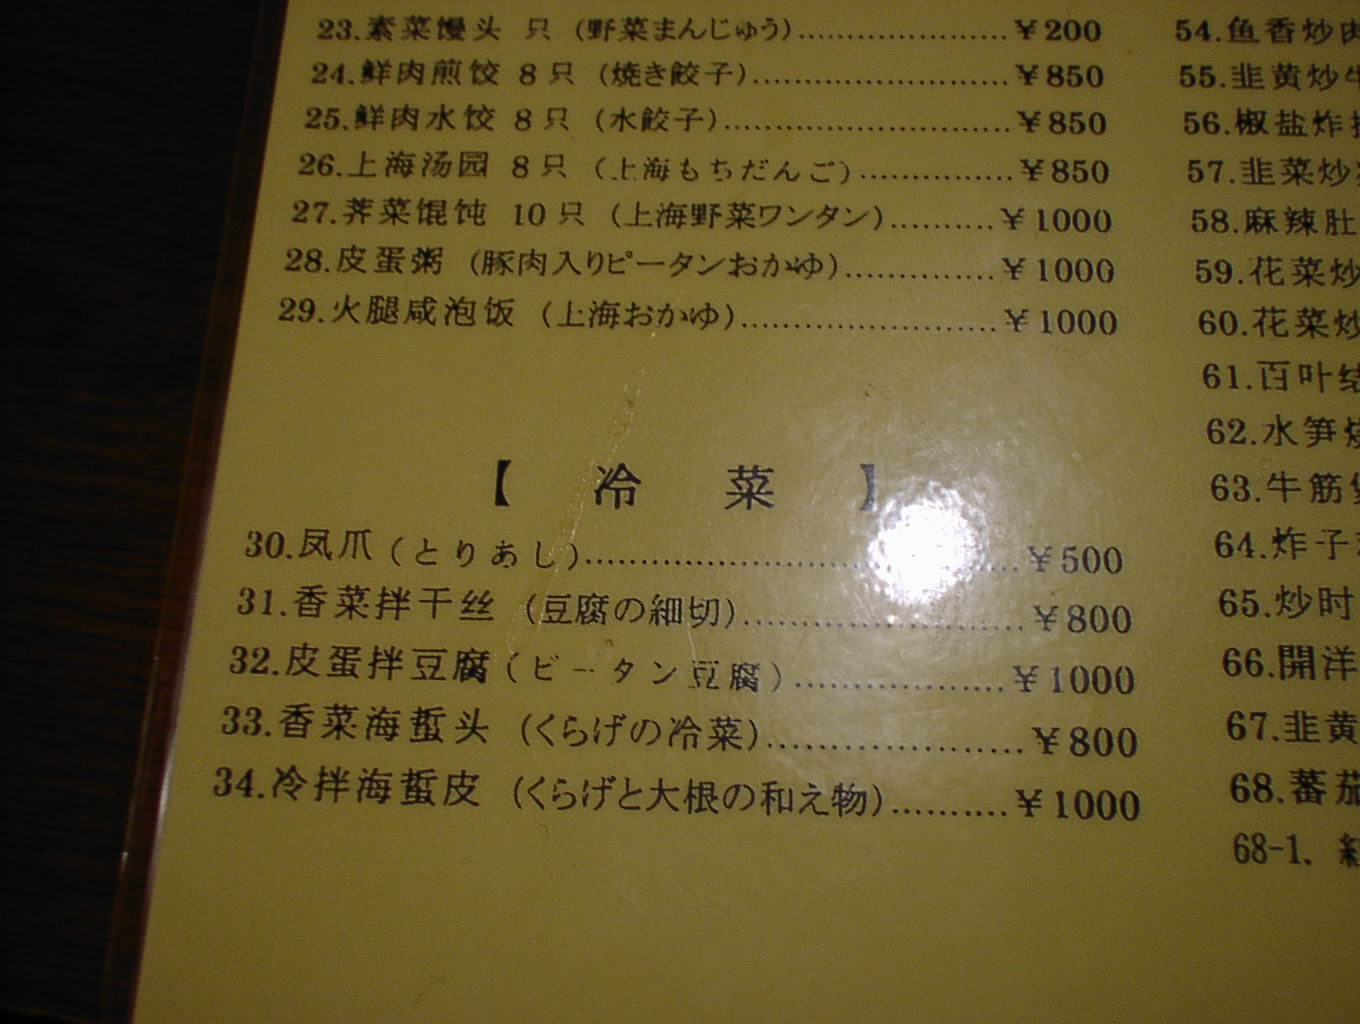 23.素菜馒头 只 (野菜まんじゅう)......................¥200
24.鲜肉煎饺 8只 (焼き餃子)...........................¥850
25.鲜肉水饺 8只 (水餃子)..............................¥850
26.上海汤园 8只 (上海もちだんご)................¥850
27.荠菜馄饨 10只 (上海野菜ワンタン)...........¥1000
28.皮蛋粥 (豚肉入りピータンおかゆ)...............¥1000
29.火腿咸泡饭 (上海おかゆ)..........................¥1000
【 冷 菜 】
30.凤爪(とりあし)..........................................¥500
31.香菜拌干丝 (豆腐の細切)...........................¥800
32.皮蛋拌豆腐(ピータン豆腐)...................¥1000
33.香菜海蜇头 (くらげの冷菜).......................¥800
34.冷拌海蜇皮 (くらげと大根の和え物)..........¥1000
54.鱼香炒肉
55.韭黄炒牛
56.椒盐炸
57.韭菜炒
58.麻辣肚
59.花菜炒
60.花菜炒
61.百叶结
62.水笋烧
63.牛筋煲
64.炸子
65.炒时
66.開洋
67.韭黄
68.蕃茄
68-1、紅